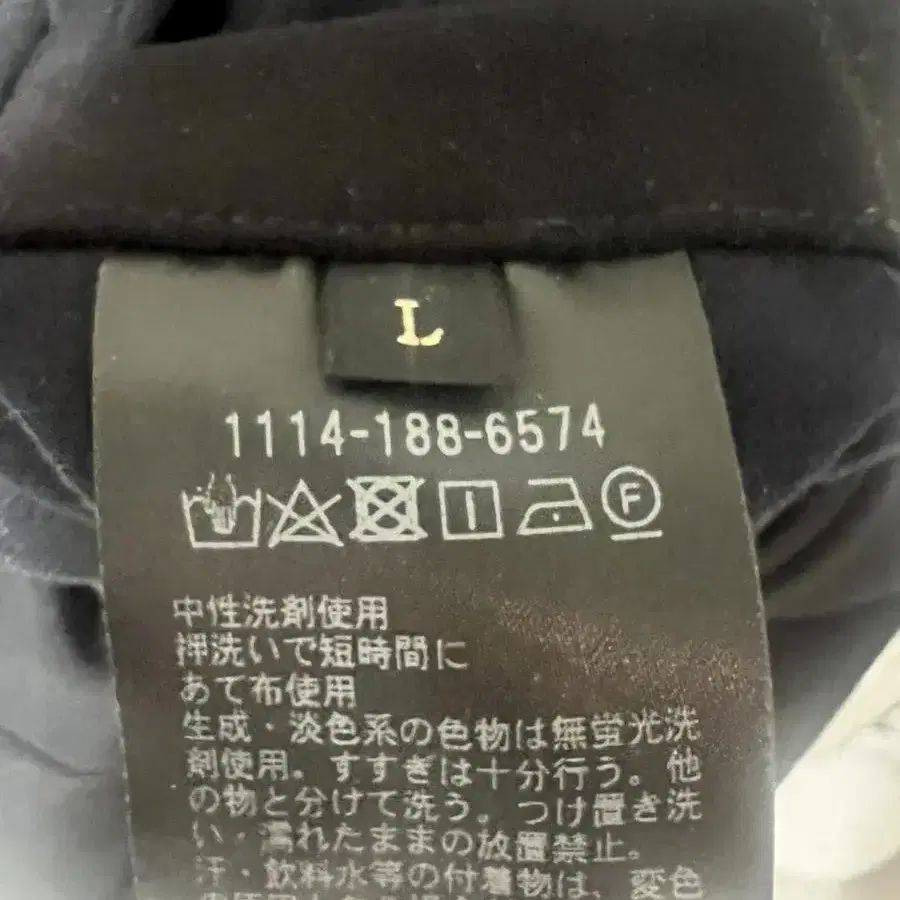 L
1114-188-6574
F
中性洗剤使用
押洗いで短時間に
あて布使用
生成・淡色系の色物は無蛍光洗
剤使用。すすぎは十分行う。他
の物と分けて洗う。つけ置き洗
い・濡れたままの放置禁止。
汗・飲料水等の付着物は、変色